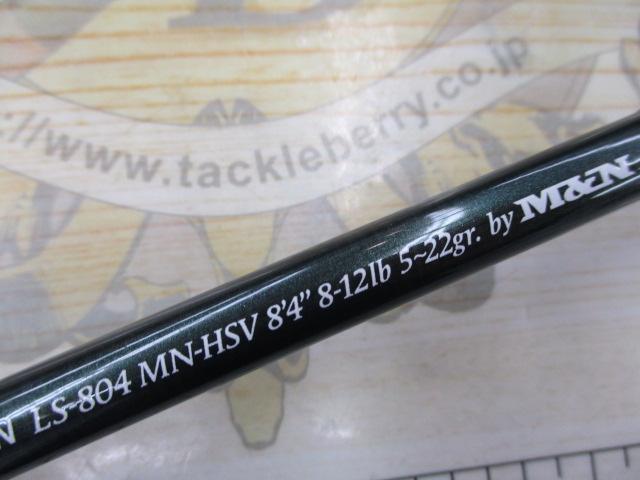 ://www.tackleberry.co.jp
N LS-804 MN-HSV 8'4" 8-12lb 5~22gr. by M&N